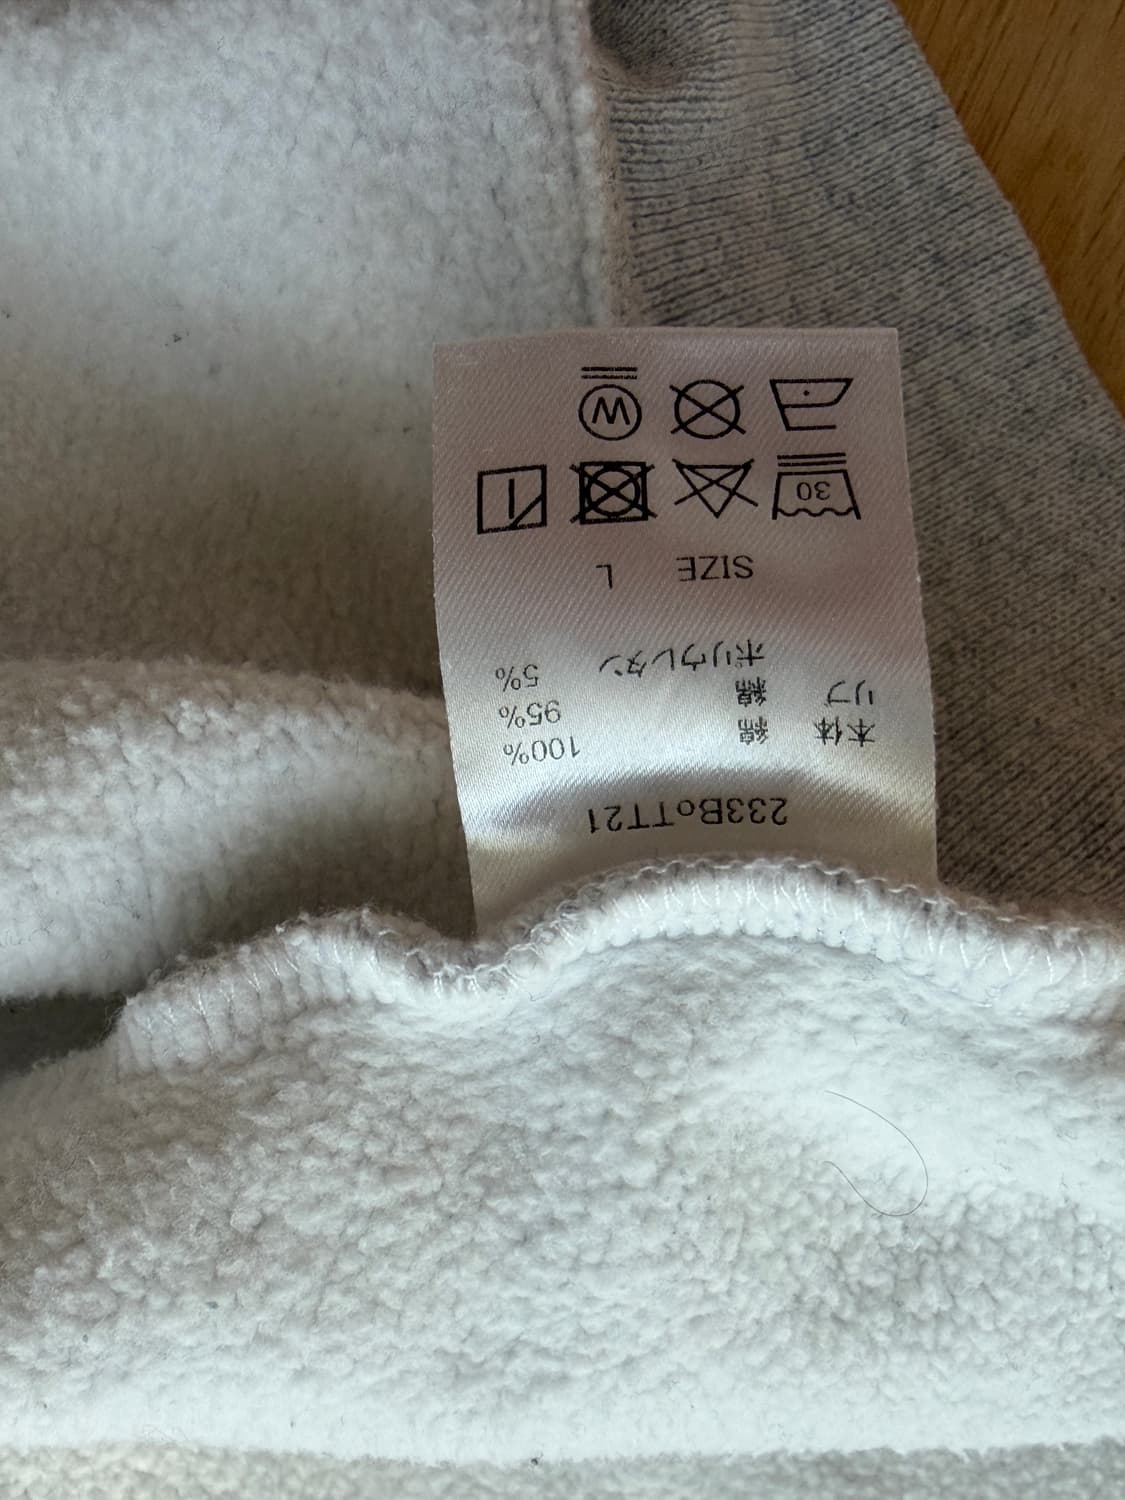 233BoTT21
本体 綿 100%
リブ 綿 95%
ポリウレタン 5%
SIZE L
30
W